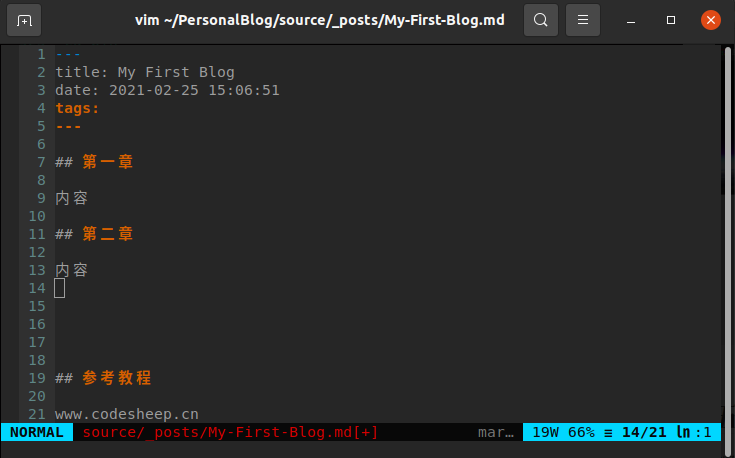 vim ~/PersonalBlog/source/_posts/My-First-Blog.md
1 ---
2 title: My First Blog
3 date: 2021-02-25 15:06:51
4 tags:
5 ---
6
7 ## 第一章
8
9 内容
10
11 ## 第二章
12
13 内容
14
15
16
17
18
19 ## 参考教程
20
21 www.codesheep.cn
NORMAL source/_posts/My-First-Blog.md[+] mar… 19W 66% ≡ 14/21 ln :1